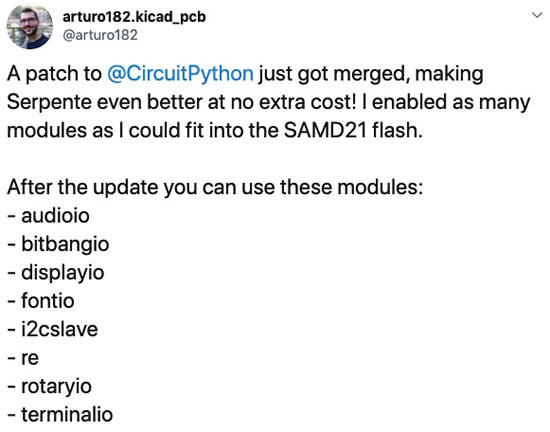 arturo182.kicad_pcb
@arturo182
A patch to @CircuitPython just got merged, making
Serpente even better at no extra cost! I enabled as many
modules as I could fit into the SAMD21 flash.
After the update you can use these modules:
- audioio
- bitbangio
- displayio
- fontio
- i2cslave
- re
- rotaryio
- terminalio